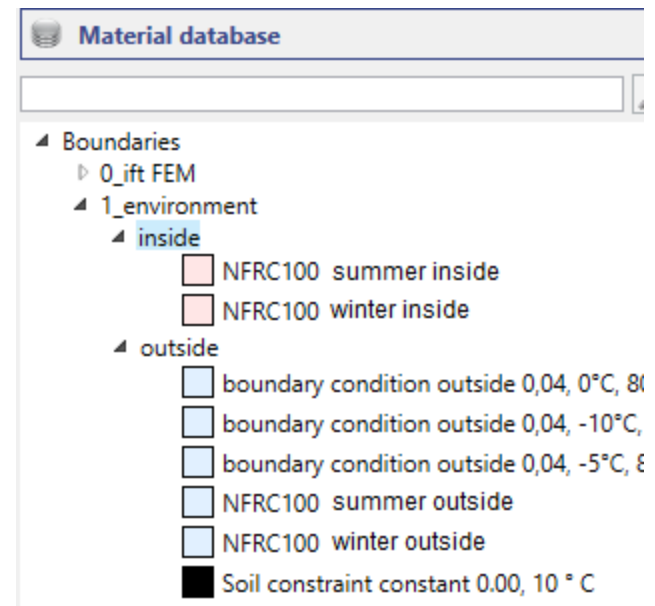 Material database
Boundaries
0_ift FEM
1_environment
inside
NFRC100 summer inside
NFRC100 winter inside
outside
boundary condition outside 0,04, 0°C,
boundary condition outside 0,04, -10°C,
boundary condition outside 0,04, -5°C,
NFRC100 summer outside
NFRC100 winter outside
Soil constraint constant 0.00, 10 ° C